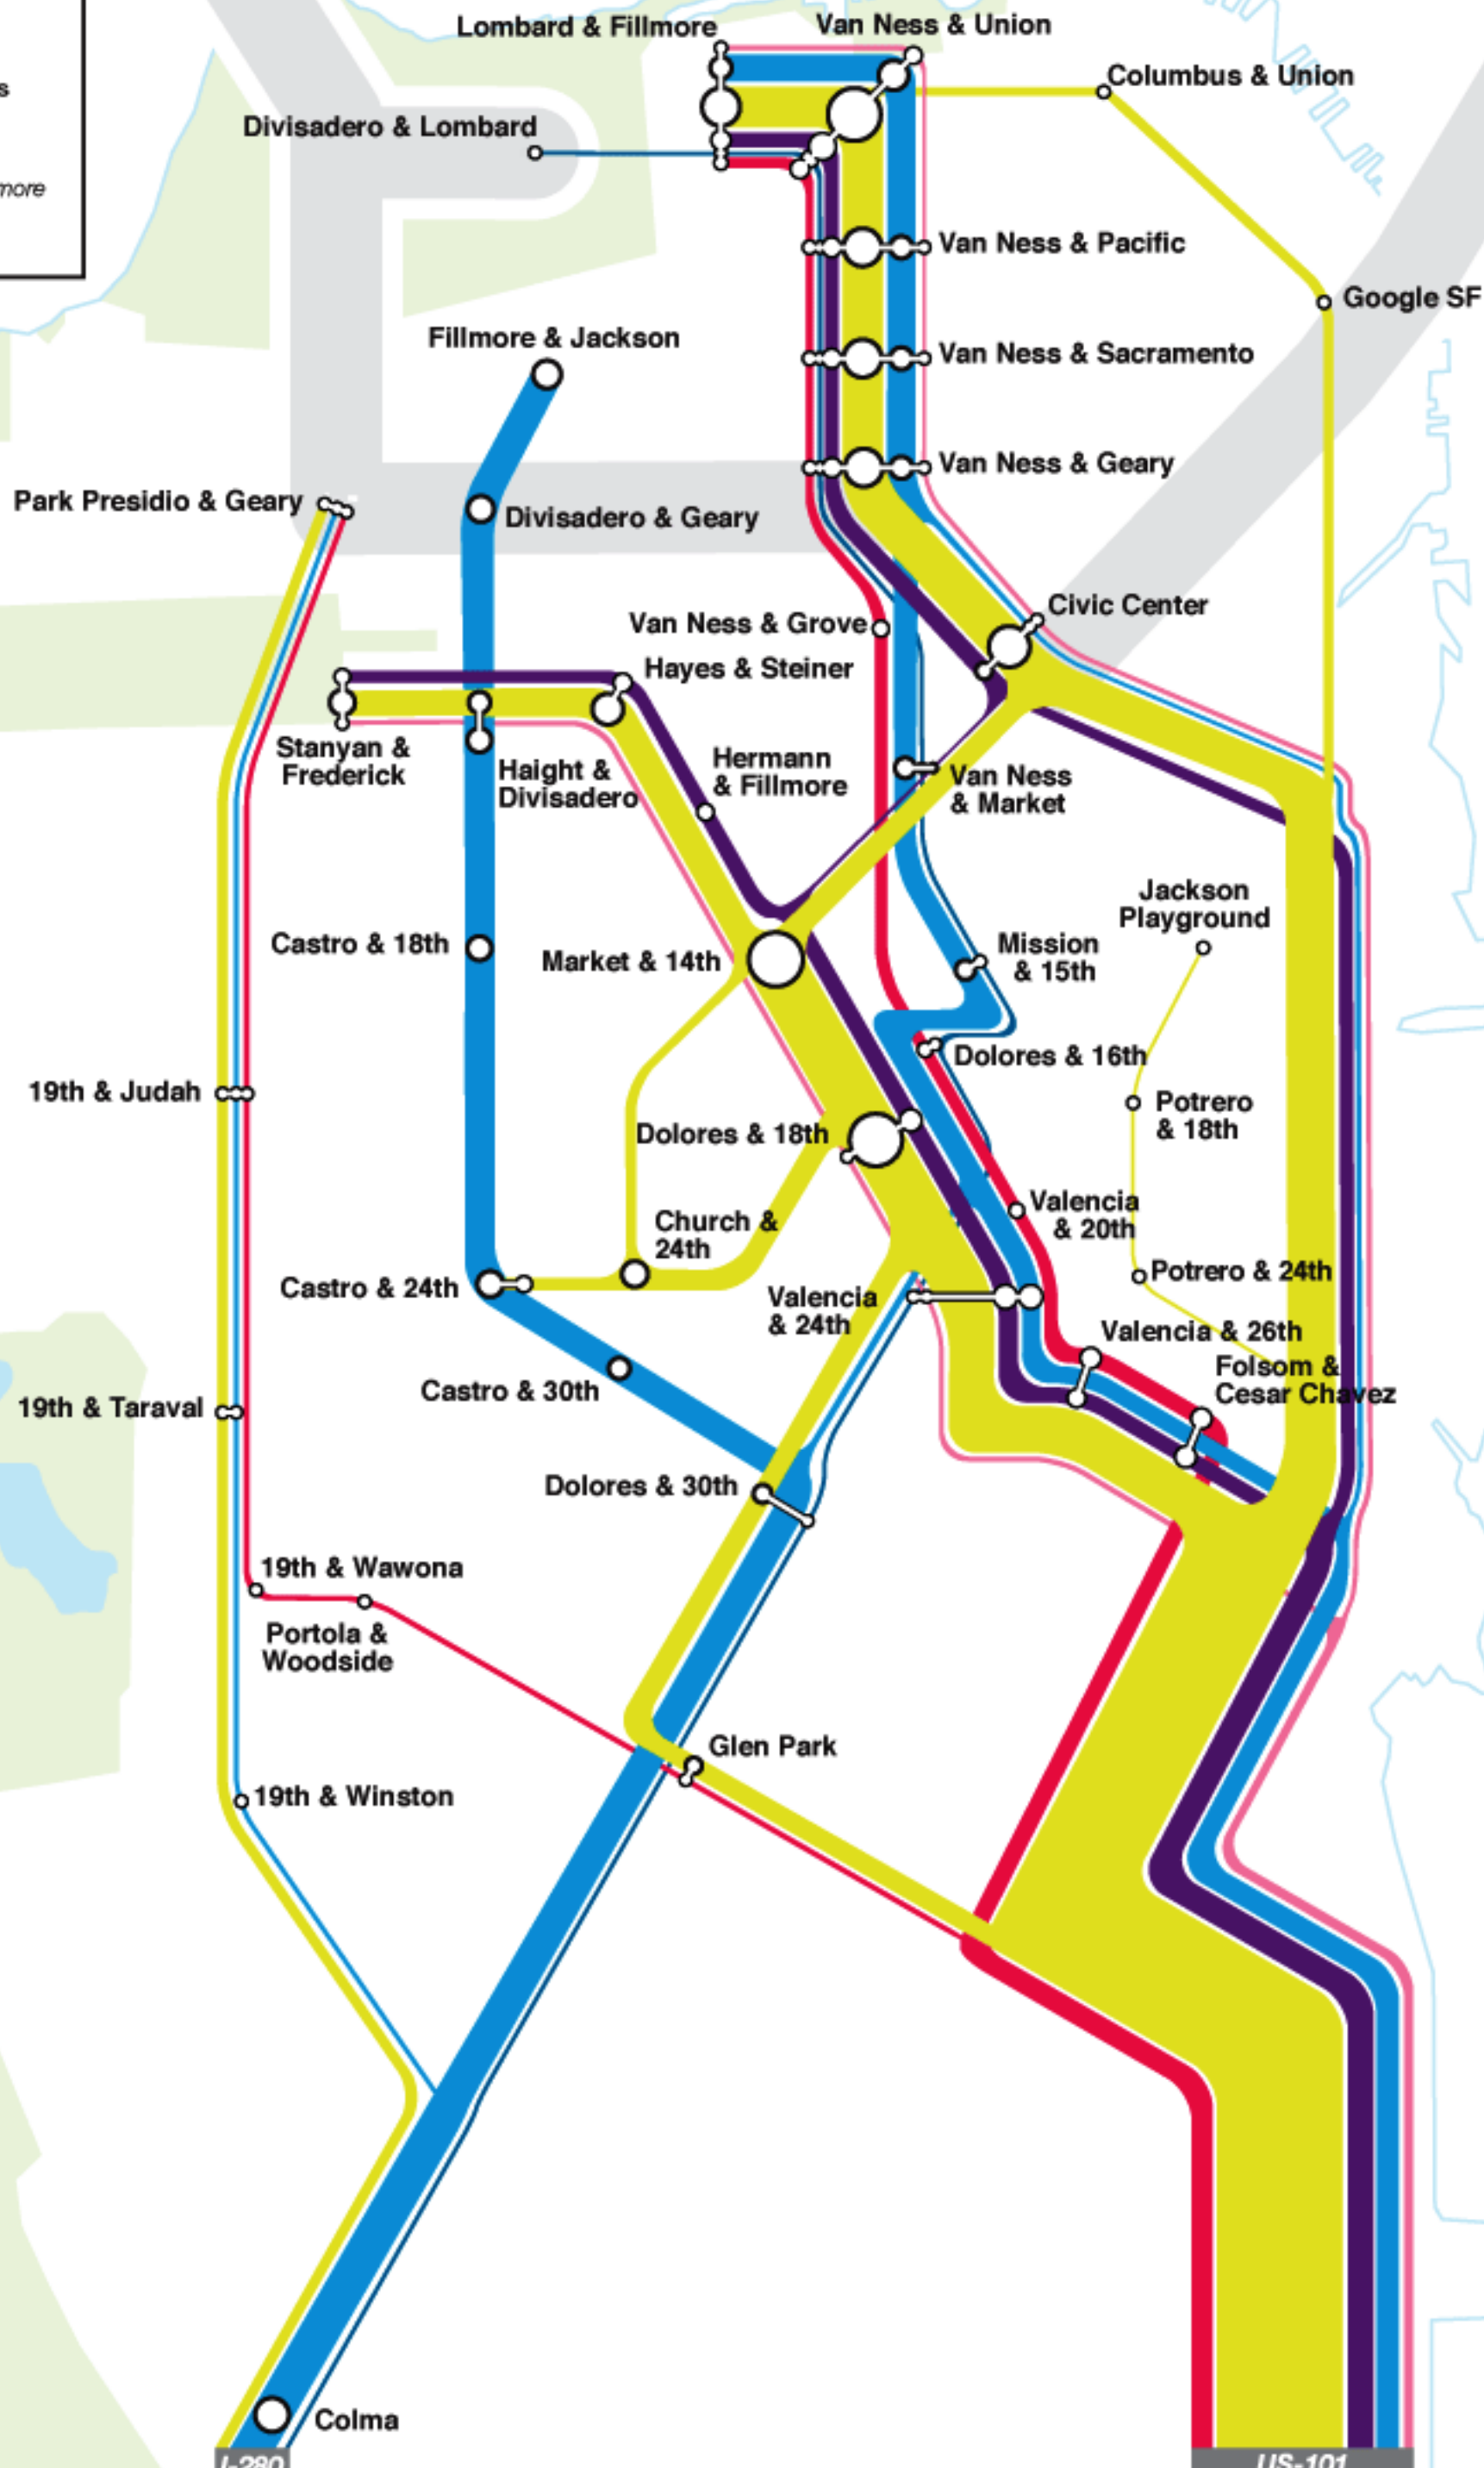 Lombard & Fillmore
Van Ness & Union
Columbus & Union
s
Divisadero & Lombard
more
Van Ness & Pacific
Google SF
Fillmore & Jackson
Van Ness & Sacramento
Van Ness & Geary
Park Presidio & Geary
Divisadero & Geary
Civic Center
Van Ness & Grove
Hayes & Steiner
Stanyan &
Frederick
Haight &
Divisadero
Hermann
& Fillmore
Van Ness
& Market
Jackson
Playground
Castro & 18th
Market & 14th
Mission
& 15th
Dolores & 16th
19th & Judah
Potrero
& 18th
Dolores & 18th
Valencia
& 20th
Church &
24th
Castro & 24th
Potrero & 24th
Valencia
& 24th
Valencia & 26th
Castro & 30th
Folsom &
Cesar Chavez
19th & Taraval
Dolores & 30th
19th & Wawona
Portola &
Woodside
Glen Park
19th & Winston
Colma
I-280
US-101